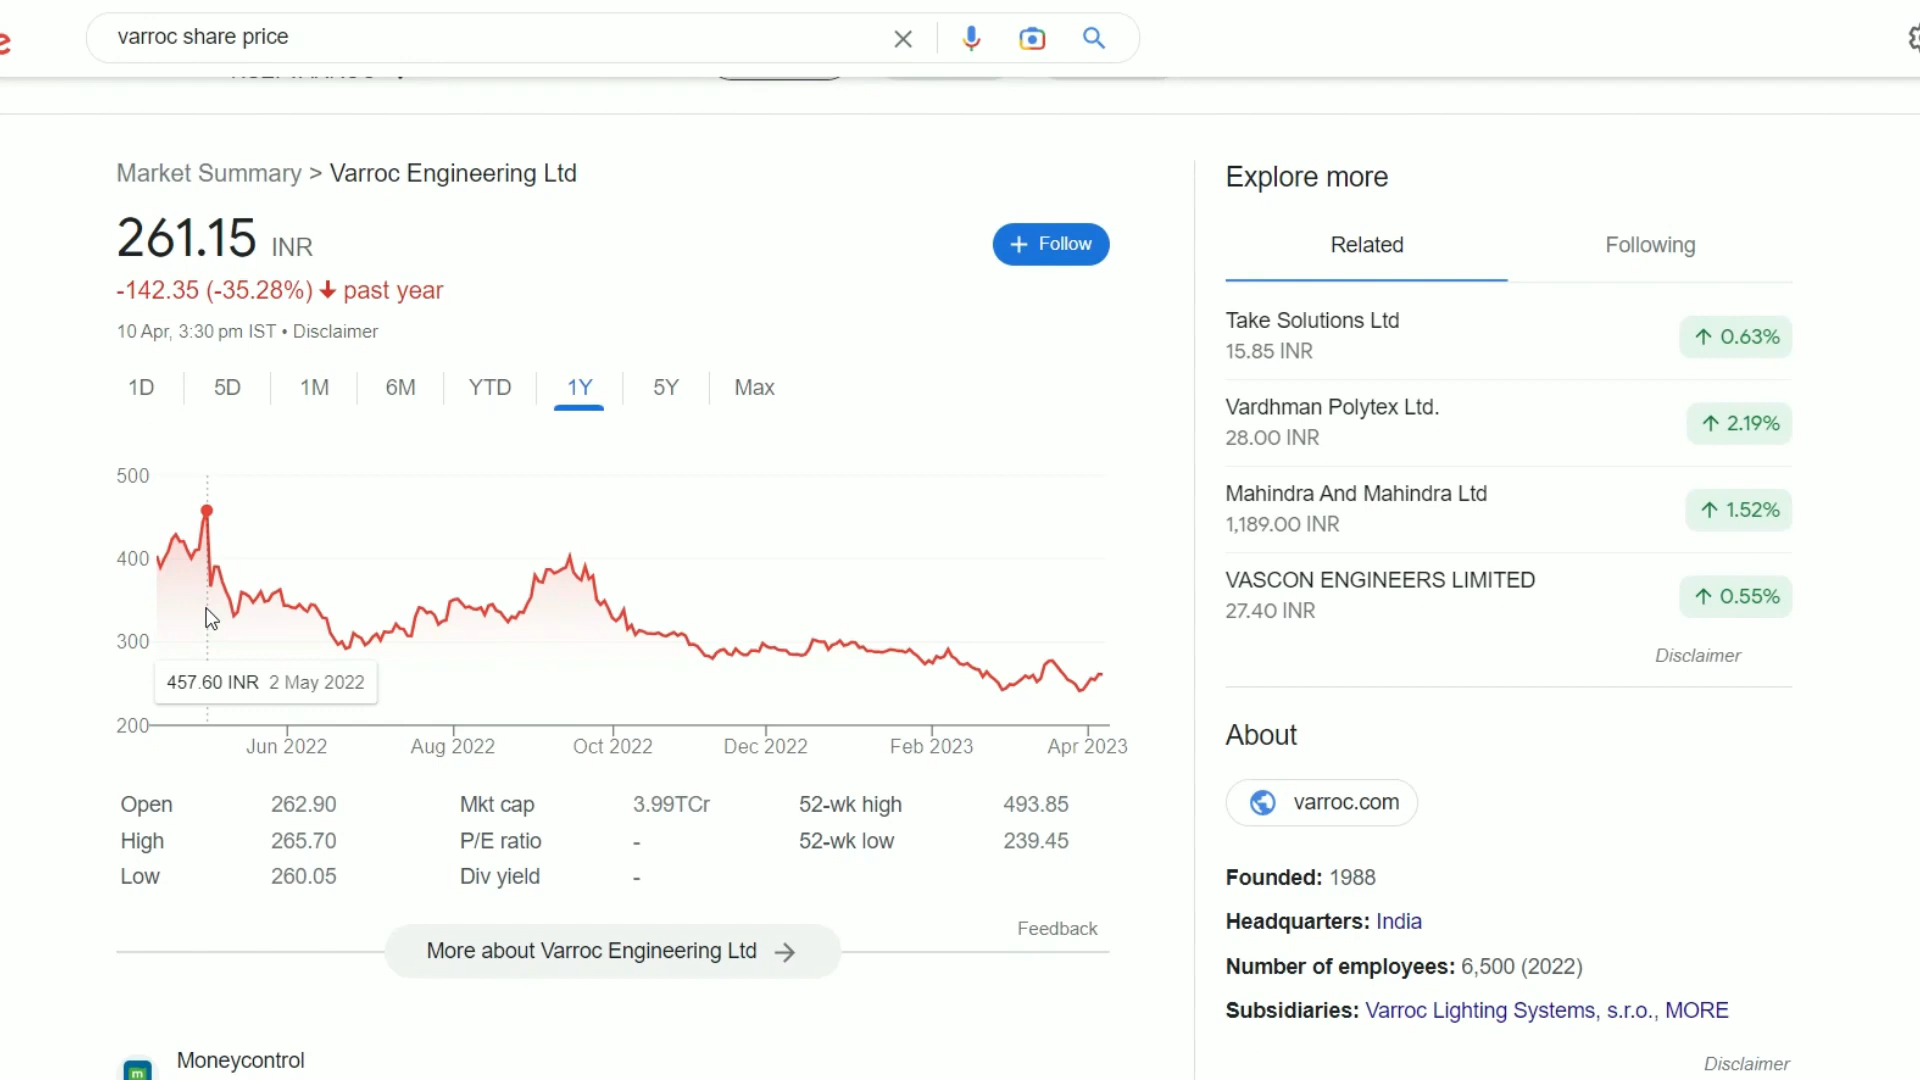 varroc share price
Market Summary > Varroc Engineering Ltd
261.15 INR
Follow
-142.35 (-35.28%) past year
10 Apr, 3:30 pm IST • Disclaimer
1D 5D 1M 6M YTD 1Y 5Y Max
500
400
300
200
457.60 INR 2 May 2022
Jun 2022 Aug 2022 Oct 2022 Dec 2022 Feb 2023 Apr 2023
Open 262.90 Mkt cap 3.99TCr 52-wk high 493.85
High 265.70 P/E ratio - 52-wk low 239.45
Low 260.05 Div yield -
Feedback
More about Varroc Engineering Ltd
Moneycontrol
Explore more
Related Following
Take Solutions Ltd
15.85 INR
0.63%
Vardhman Polytex Ltd.
28.00 INR
2.19%
Mahindra And Mahindra Ltd
1,189.00 INR
1.52%
VASCON ENGINEERS LIMITED
27.40 INR
0.55%
Disclaimer
About
varroc.com
Founded: 1988
Headquarters: India
Number of employees: 6,500 (2022)
Subsidiaries: Varroc Lighting Systems, s.r.o., MORE
Disclaimer